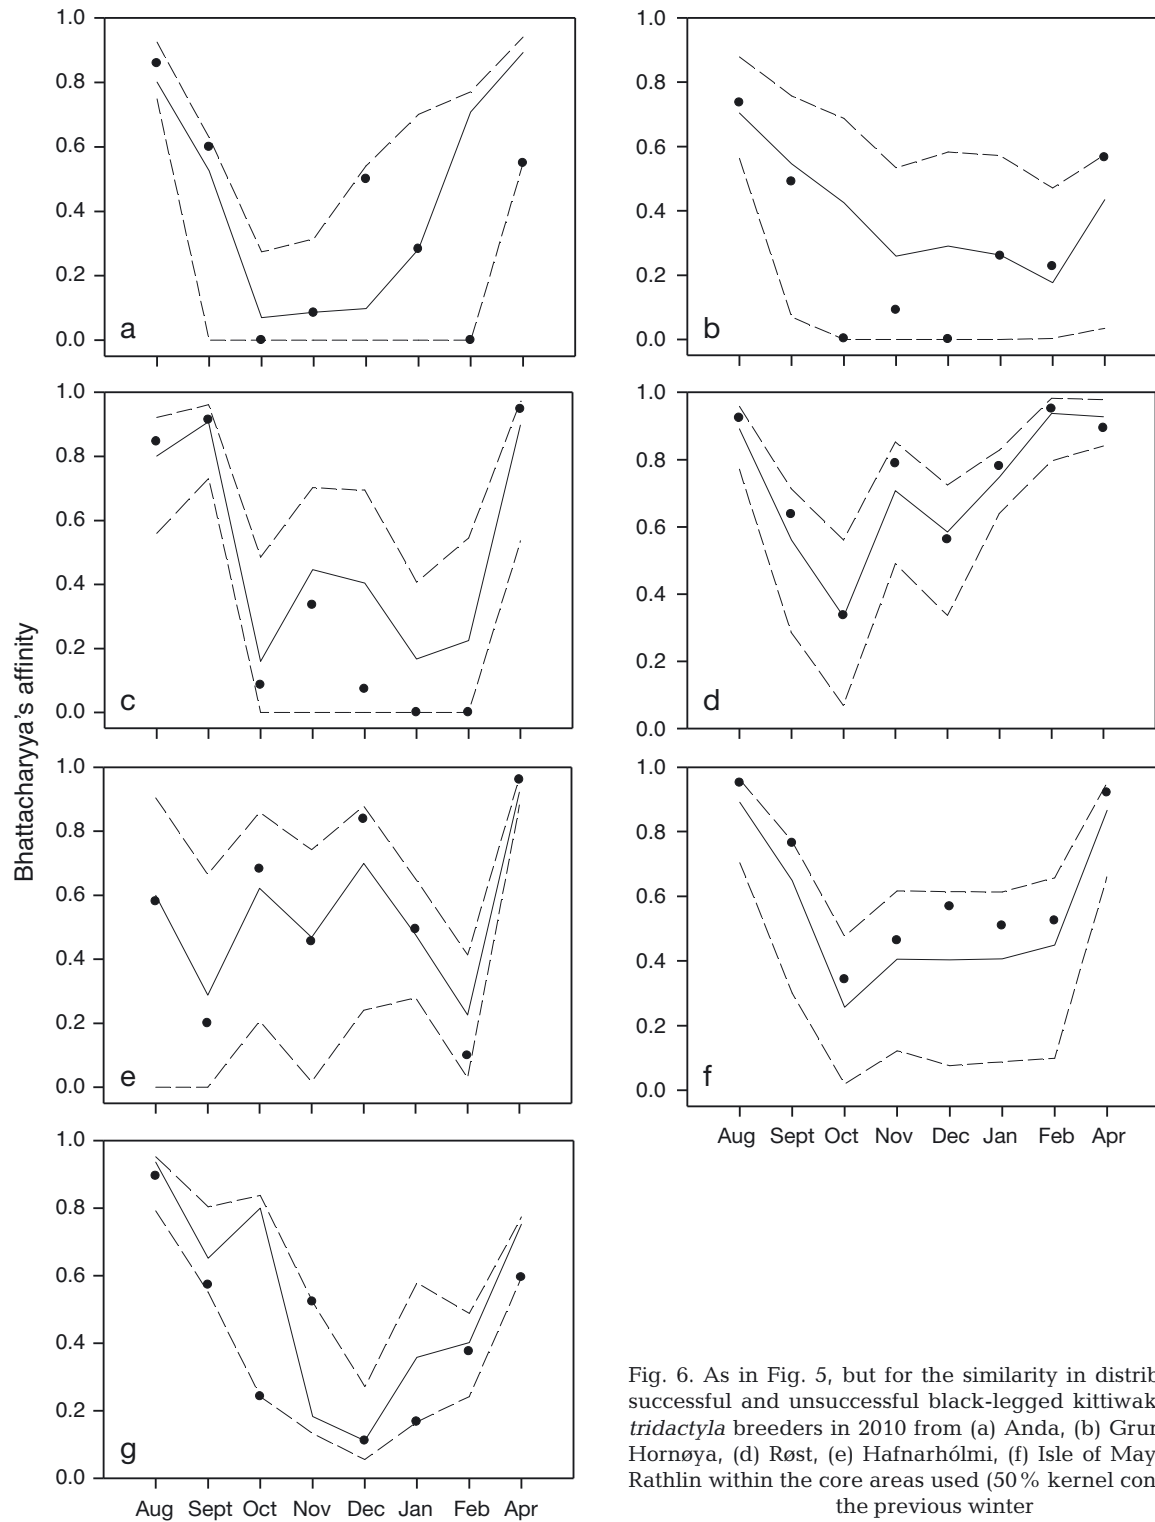 Bhattacharyya's affinity
1.0
0.8
0.6
0.4
0.2
0.0
a
1.0
0.8
0.6
0.4
0.2
0.0
b
1.0
0.8
0.6
0.4
0.2
0.0
c
1.0
0.8
0.6
0.4
0.2
0.0
d
1.0
0.8
0.6
0.4
0.2
0.0
e
1.0
0.8
0.6
0.4
0.2
0.0
f
Aug Sept Oct Nov Dec Jan Feb Apr
1.0
0.8
0.6
0.4
0.2
0.0
g
Aug Sept Oct Nov Dec Jan Feb Apr
Fig. 6. As in Fig. 5, but for the similarity in distrib
successful and unsuccessful black-legged kittiwak
tridactyla breeders in 2010 from (a) Anda, (b) Grun
Hornøya, (d) Røst, (e) Hafnarhólmi, (f) Isle of May
Rathlin within the core areas used (50% kernel con
the previous winter